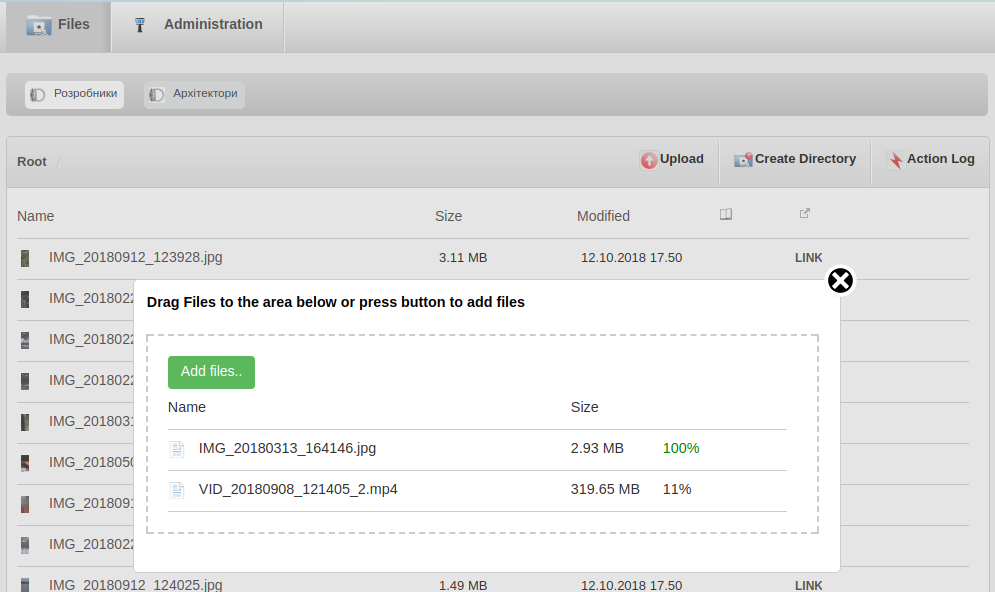 Files Administration
Розробники Архітектори
Root / Upload Create Directory Action Log
Name Size Modified
IMG_20180912_123928.jpg 3.11 MB 12.10.2018 17.50 LINK
IMG_2018022
IMG_2018022
IMG_2018022
IMG_2018031
IMG_2018050
IMG_2018091
IMG_2018022
IMG_20180912_124025.jpg 1.49 MB 12.10.2018 17.50 LINK
Drag Files to the area below or press button to add files
Add files..
Name Size
IMG_20180313_164146.jpg 2.93 MB 100%
VID_20180908_121405_2.mp4 319.65 MB 11%